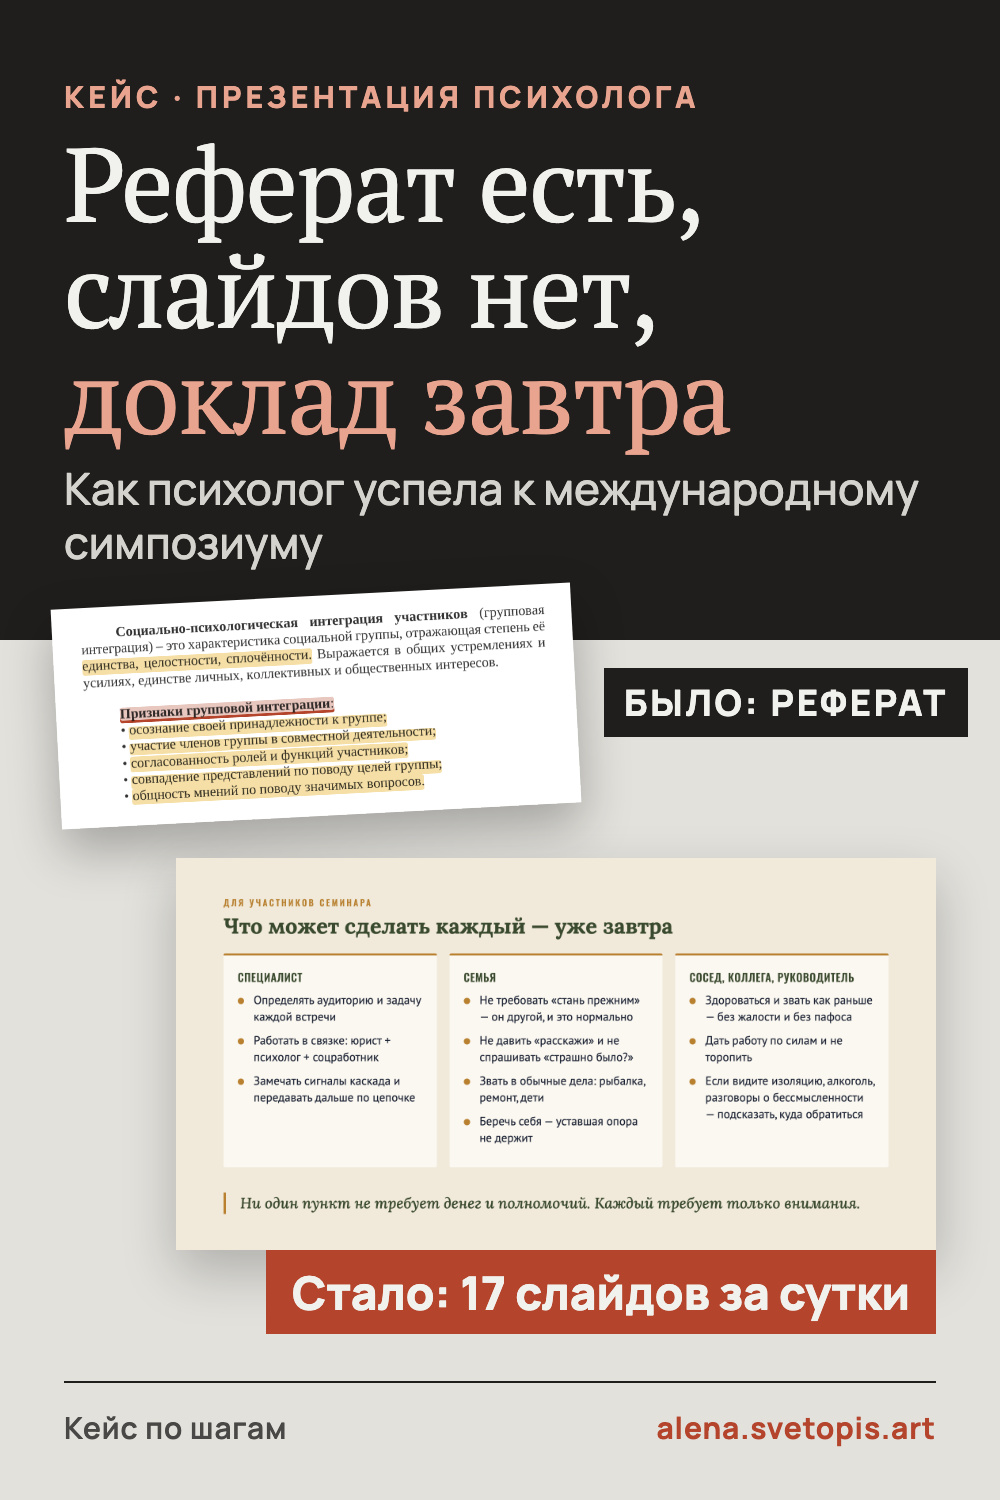 КЕЙС · ПРЕЗЕНТАЦИЯ ПСИХОЛОГА
Реферат есть,
слайдов нет,
доклад завтра
Как психолог успела к международному
симпозиуму
Социально-психологическая интеграция участников (групповая
интеграция) – это характеристика социальной группы, отражающая степень её
единства, целостности, сплочённости. Выражается в общих устремлениях и
усилиях, единстве личных, коллективных и общественных интересов.
Признаки групповой интеграции:
• осознание своей принадлежности к группе;
• участие членов группы в совместной деятельности;
• согласованность ролей и функций участников;
• совпадение представлений по поводу целей группы;
• общность мнений по поводу значимых вопросов.
БЫЛО: РЕФЕРАТ
ДЛЯ УЧАСТНИКОВ СЕМИНАРА
Что может сделать каждый — уже завтра
СПЕЦИАЛИСТ
Определять аудиторию и задачу
каждой встречи
Работать в связке: юрист +
психолог + соцработник
Замечать сигналы каскада и
передавать дальше по цепочке
СЕМЬЯ
Не требовать «стань прежним»
— он другой, и это нормально
Не давить «расскажи» и не
спрашивать «страшно было?»
Звать в обычные дела: рыбалка,
ремонт, дети
Беречь себя — уставшая опора
не держит
СОСЕД, КОЛЛЕГА, РУКОВОДИТЕЛЬ
Здороваться и звать как раньше
— без жалости и без пафоса
Дать работу по силам и не
торопить
Если видите изоляцию, алкоголь,
разговоры о бессмысленности
— подсказать, куда обратиться
Ни один пункт не требует денег и полномочий. Каждый требует только внимания.
Стало: 17 слайдов за сутки
Кейс по шагам
alena.svetopis.art